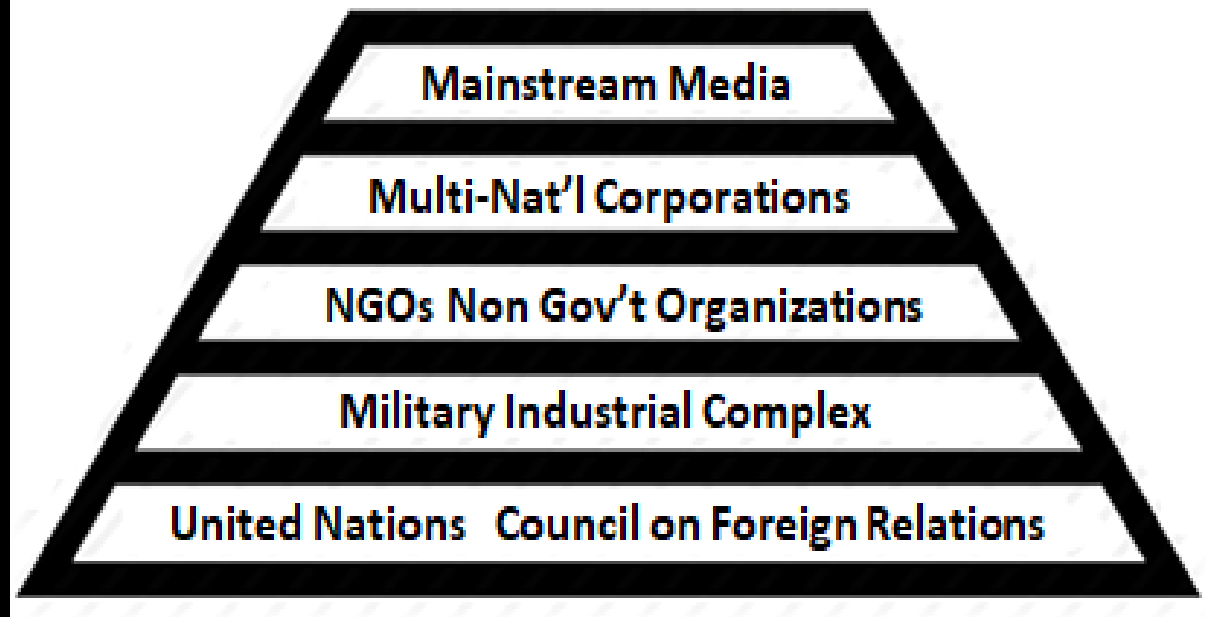 Mainstream Media
Multi-Nat’l Corporations
NGOs Non Gov’t Organizations
Military Industrial Complex
United Nations Council on Foreign Relations